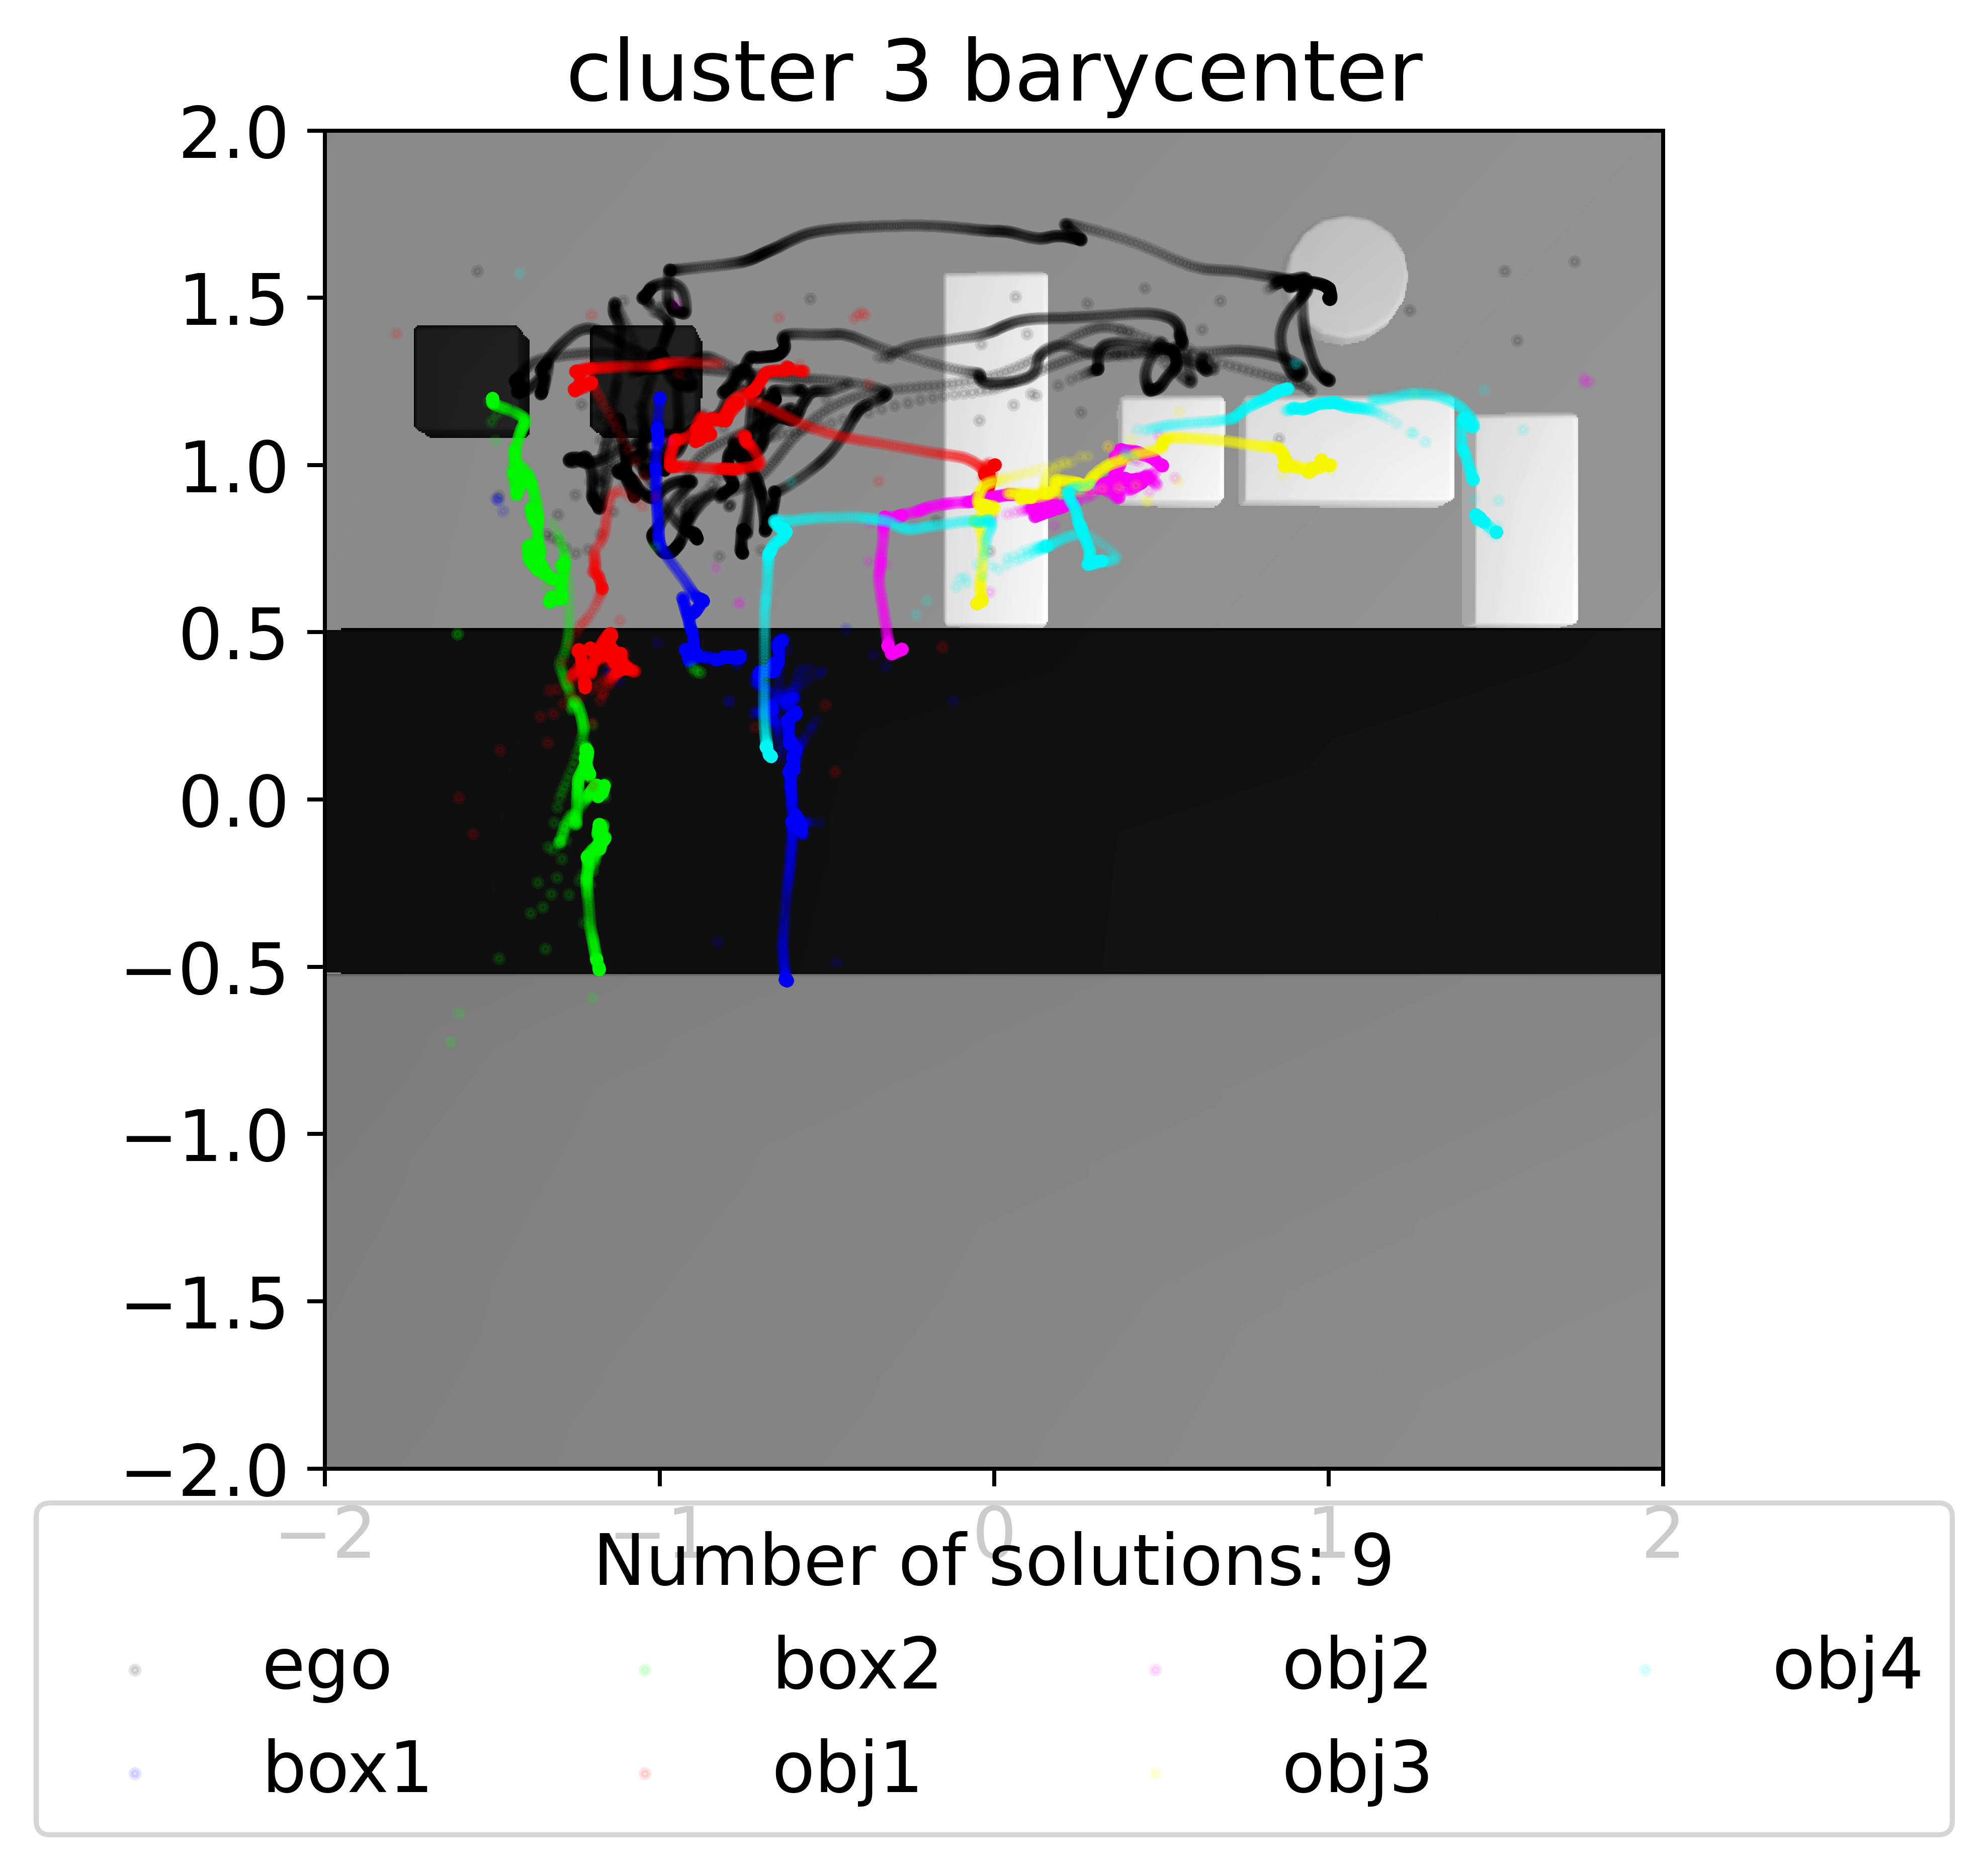 cluster 3 barycenter
2.0
1.5
1.0
0.5
0.0
−0.5
−1.0
−1.5
−2.0
−2 −1 0 1 2
Number of solutions: 9
ego box2 obj2 obj4
box1 obj1 obj3